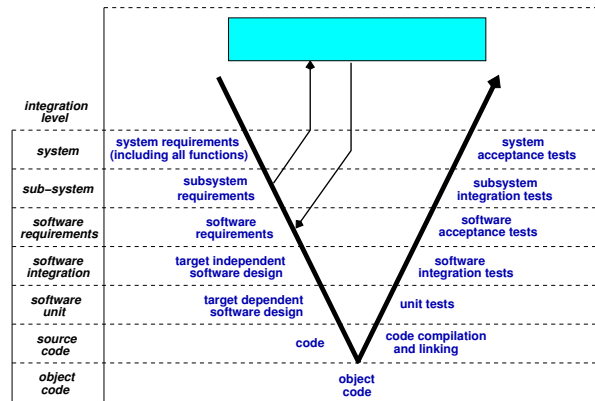 integration
level
system
system requirements
(including all functions)
system
acceptance tests
sub-system
subsystem
requirements
subsystem
integration tests
software
requirements
software
requirements
software
acceptance tests
software
integration
target independent
software design
software
integration tests
software
unit
target dependent
software design
unit tests
source
code
code
code compilation
and linking
object
code
object
code